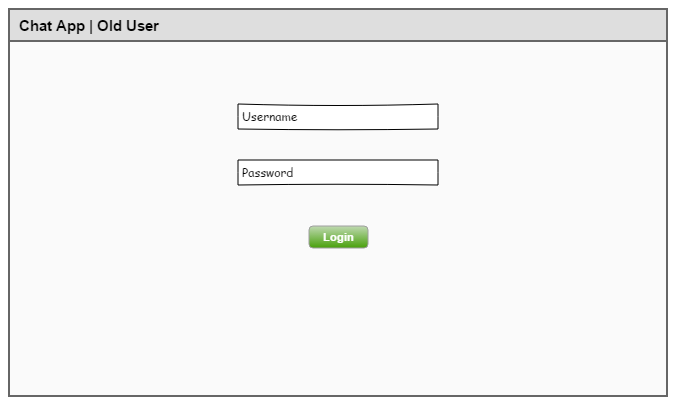 Chat App | Old User
Username
Password
Login